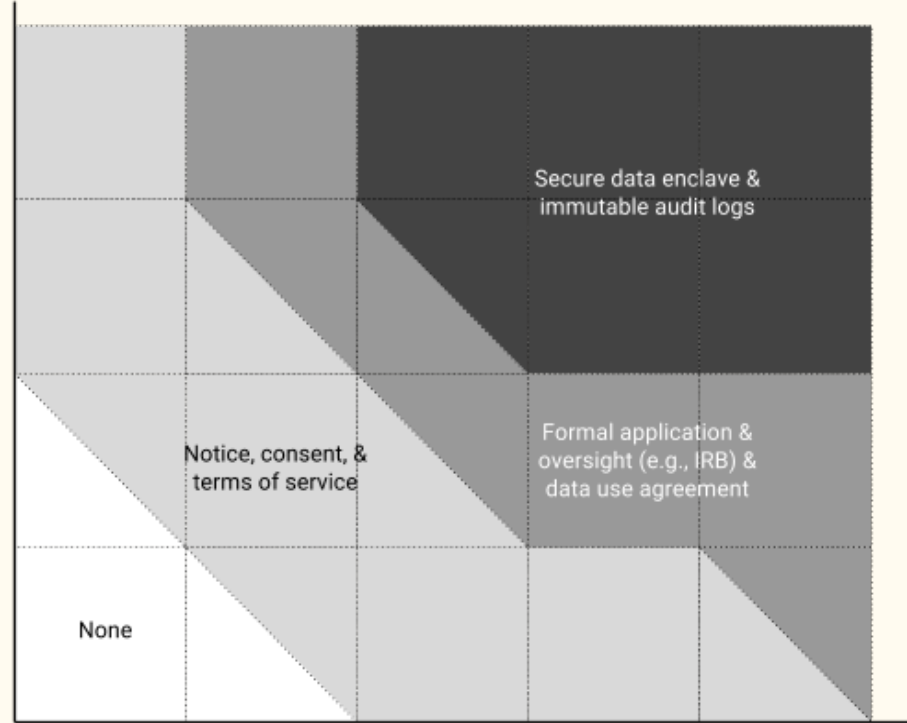 Secure data enclave &
immutable audit logs
Notice, consent, &
terms of service
Formal application &
oversight (e.g., IRB) &
data use agreement
None